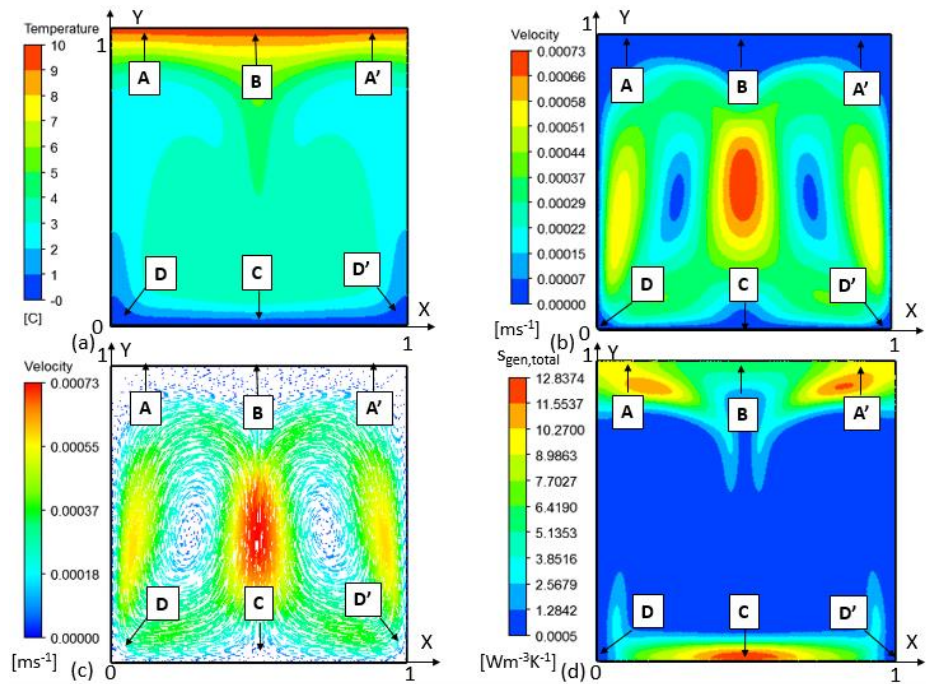 Temperature
10
9
8
7
6
5
4
3
2
1
-0
[C]
Y
1
A
B
A’
D
C
D’
X
0
1
(a)
Velocity
0.00073
0.00066
0.00058
0.00051
0.00044
0.00037
0.00029
0.00022
0.00015
0.00007
0.00000
[ms⁻¹]
Y
1
A
B
A’
D
C
D’
X
0
1
(b)
Velocity
0.00073
0.00055
0.00037
0.00018
0.00000
[ms⁻¹]
Y
1
A
B
A’
D
C
D’
X
0
1
(c)
Sgen,total
12.8374
11.5537
10.2700
8.9863
7.7027
6.4190
5.1353
3.8516
2.5679
1.2842
0.0005
[Wm⁻³K⁻¹]
Y
1
A
B
A’
D
C
D’
X
0
1
(d)